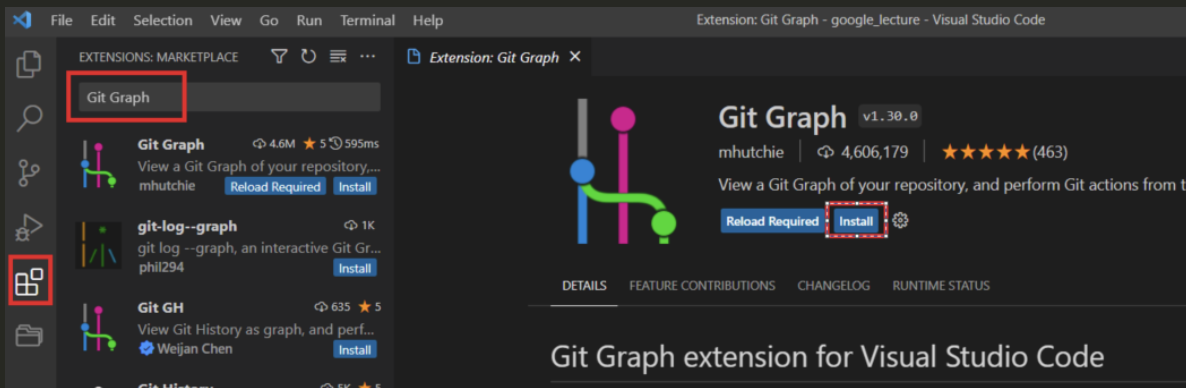 File Edit Selection View Go Run Terminal Help
Extension: Git Graph - google_lecture - Visual Studio Code
EXTENSIONS: MARKETPLACE
Git Graph
Git Graph 4.6M 5 595ms
View a Git Graph of your repository,...
mhutchie Reload Required Install
git-log--graph 1K
git log --graph, an interactive Git Gr...
phil294 Install
Git GH 635 5
View Git History as graph, and perf...
Weijan Chen Install
Git History 5K 5
Extension: Git Graph
Git Graph v1.30.0
mhutchie 4,606,179 (463)
View a Git Graph of your repository, and perform Git actions from t
Reload Required Install
DETAILS FEATURE CONTRIBUTIONS CHANGELOG RUNTIME STATUS
Git Graph extension for Visual Studio Code